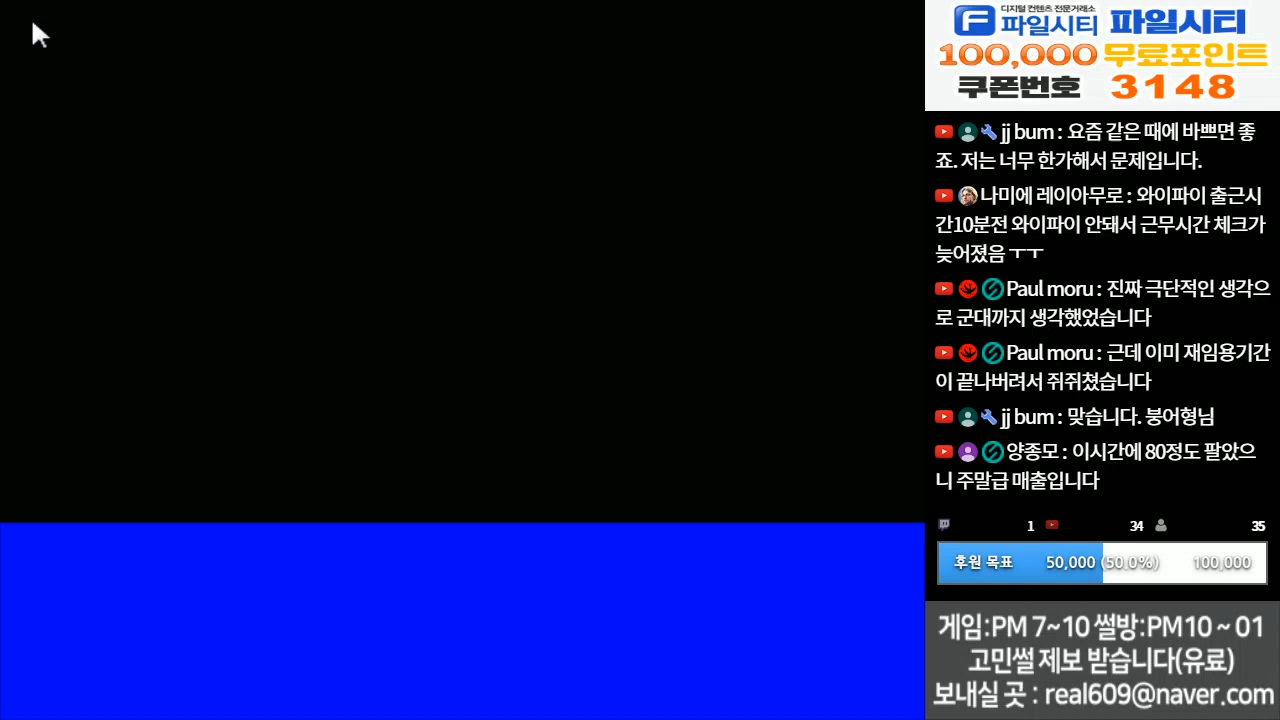 디지털 컨텐츠 전문거래소
파일시티 파일시티
100,000 무료포인트
쿠폰번호 3148
jj bum : 요즘 같은 때에 바쁘면 좋
죠. 저는 너무 한가해서 문제입니다.
나미에 레이아무로 : 와이파이 출근시
간10분전 와이파이 안돼서 근무시간 체크가
늦어졌음 ㅜㅜ
Paul moru : 진짜 극단적인 생각으
로 군대까지 생각했었습니다
Paul moru : 근데 이미 재임용기간
이 끝나버려서 쥐쥐쳤습니다
jj bum : 맞습니다. 붕어형님
양종모 : 이시간에 80정도 팔았으
니 주말급 매출입니다
1 34 35
후원 목표 50,000 (50.0%) 100,000
게임:PM 7~10 썰방:PM10 ~ 01
고민썰 제보 받습니다(유료)
보내실 곳 : real609@naver.com